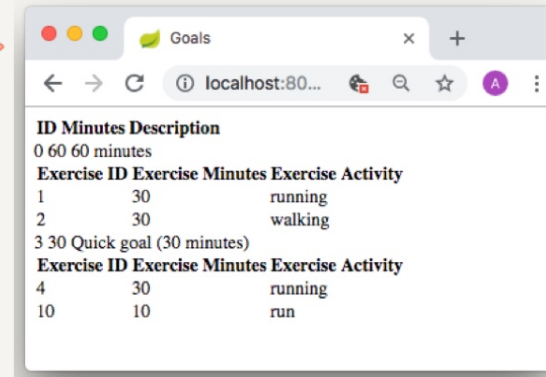 Goals
localhost:80...
A
ID Minutes Description
0 60 60 minutes
Exercise ID Exercise Minutes Exercise Activity
1 30 running
2 30 walking
3 30 Quick goal (30 minutes)
Exercise ID Exercise Minutes Exercise Activity
4 30 running
10 10 run